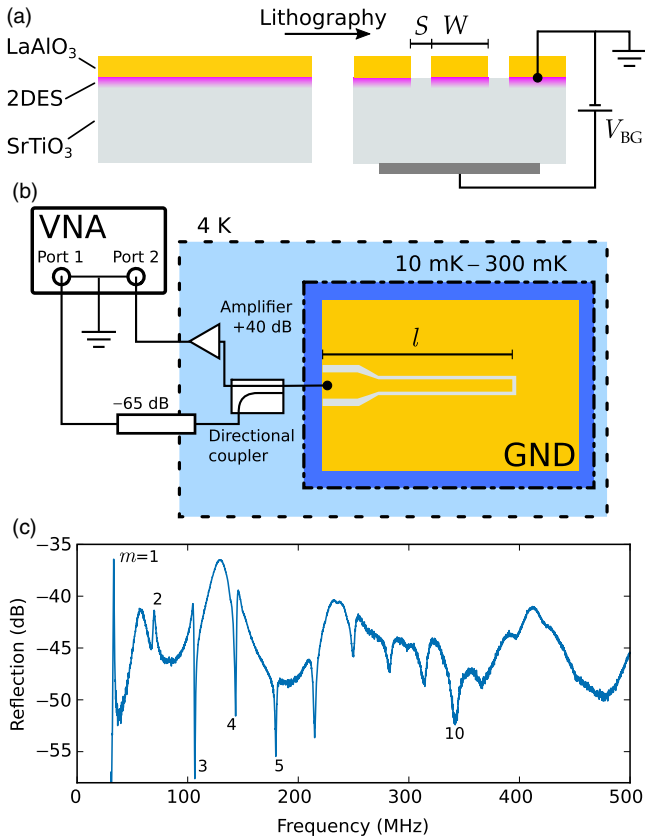 (a)
Lithography
LaAlO₃
2DES
SrTiO₃
S W
V_BG
(b)
VNA
Port 1 Port 2
4 K
10 mK – 300 mK
Amplifier
+40 dB
−65 dB
Directional
coupler
l
GND
(c)
Reflection (dB)
−35
−40
−45
−50
−55
m=1
2
3
4
5
10
0 100 200 300 400 500
Frequency (MHz)